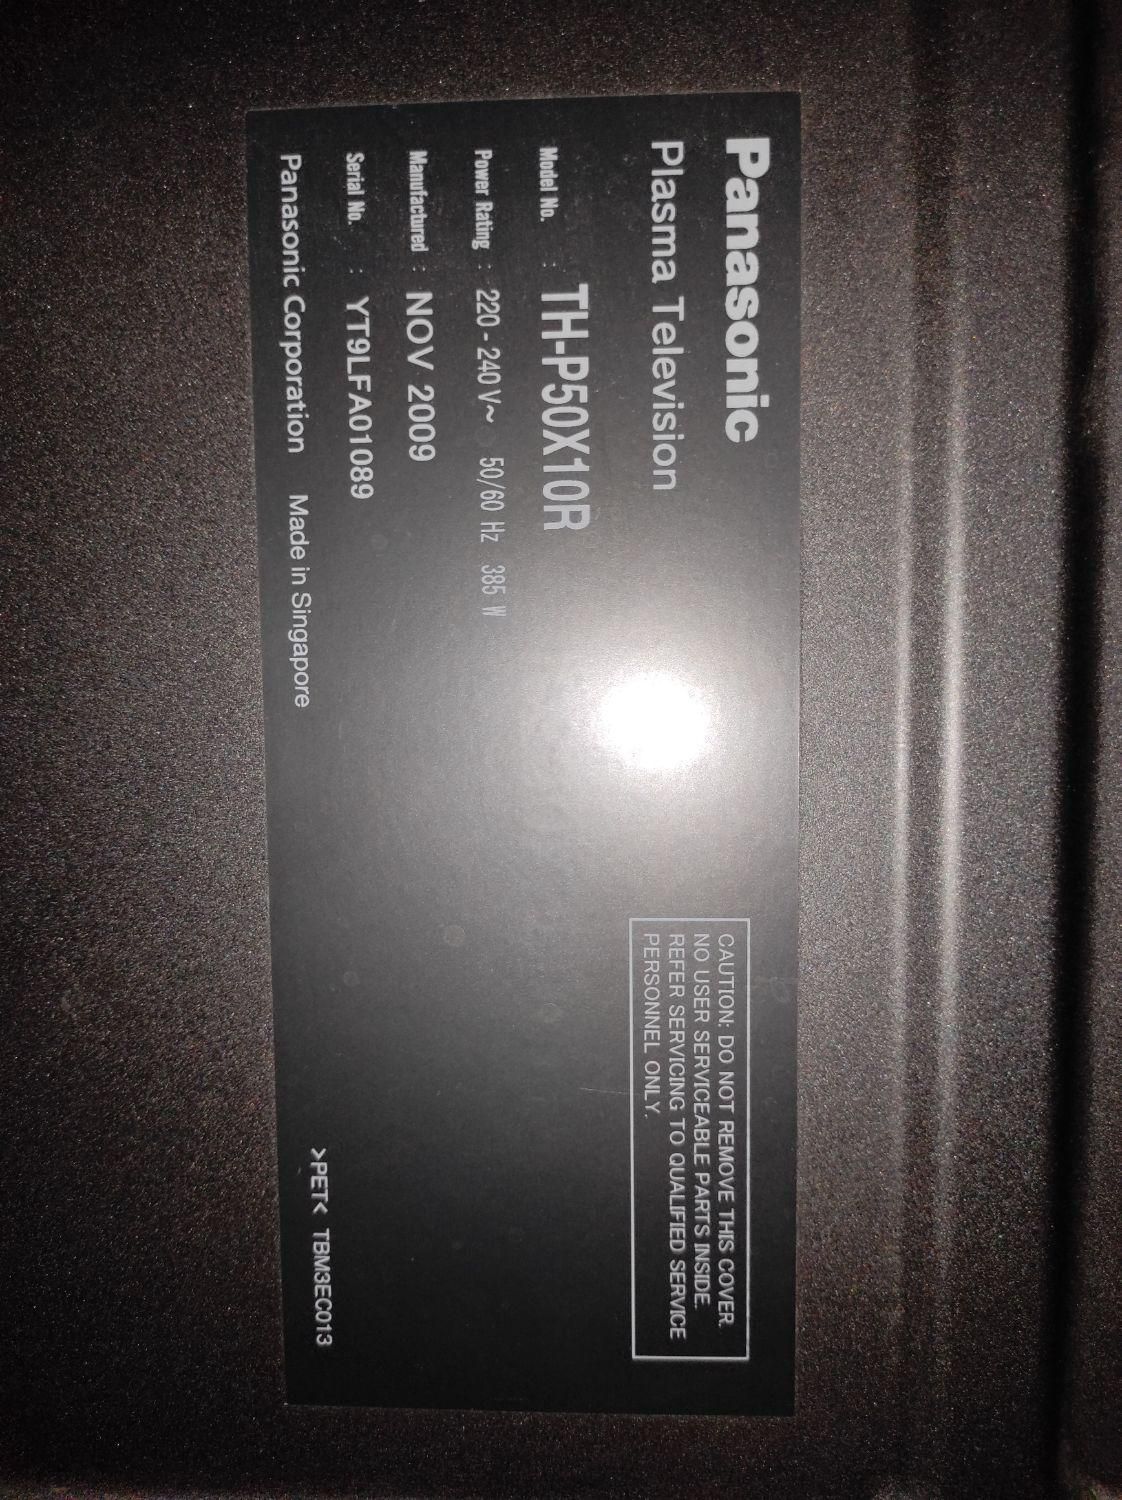 Panasonic
Plasma Television
Model No. : TH-P50X10R
Power Rating : 220 - 240 V~ 50/60 Hz 385 W
Manufactured : NOV 2009
Serial No. : YT9LFA01089
Panasonic Corporation Made in Singapore
CAUTION: DO NOT REMOVE THIS COVER.
NO USER SERVICEABLE PARTS INSIDE.
REFER SERVICING TO QUALIFIED SERVICE
PERSONNEL ONLY.
>PET< TBM3EC013